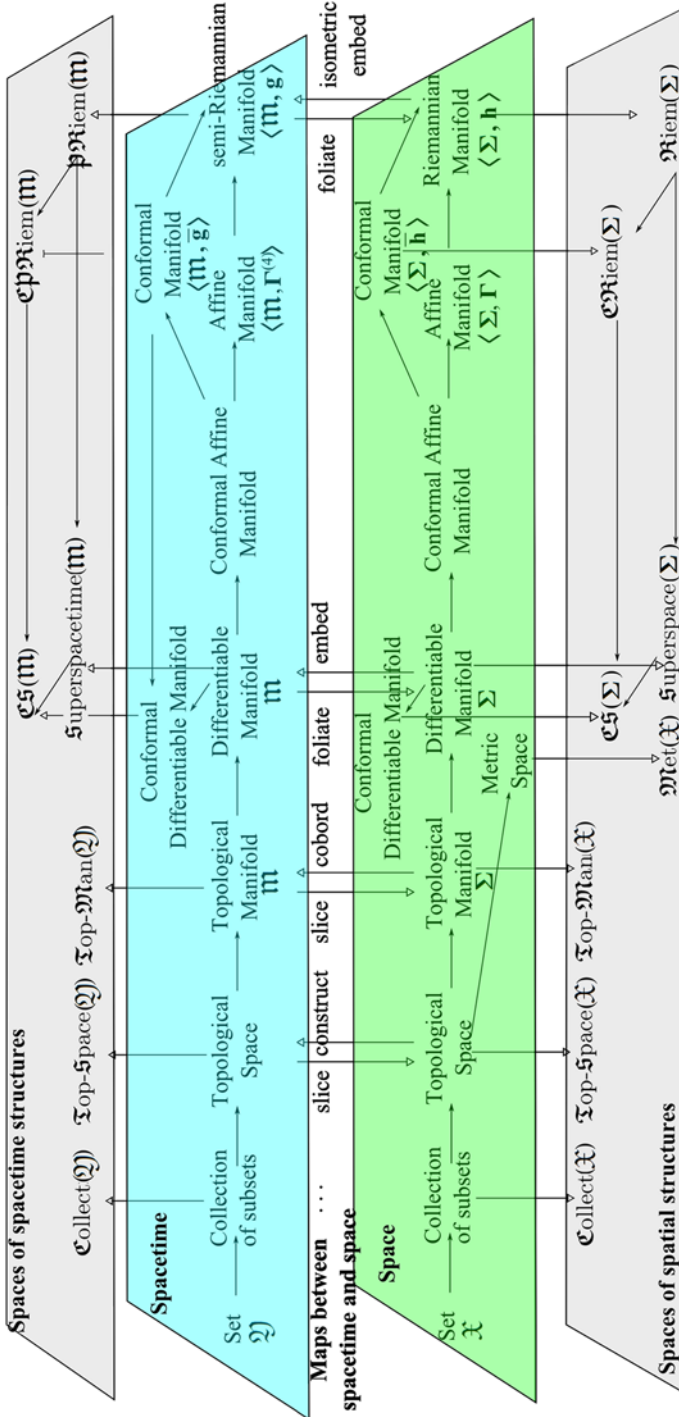 Spaces of spacetime structures
𝕮ollect(𝖄) 𝕿op-𝕾pace(𝖄) 𝕿op-𝕸an(𝖄)
𝕮𝕾(𝖒)
𝕾uperspacetime(𝖒)
𝕮𝖕𝕽iem(𝖒)
𝖕𝕽iem(𝖒)
Spacetime
Set
𝖄
Collection
of subsets
Topological
Space
Topological
Manifold
𝖒
Conformal
Differentiable Manifold
Differentiable
Manifold
𝖒
Conformal Affine
Manifold
Conformal
Manifold
⟨𝖒, g̅⟩
Affine
Manifold
⟨𝖒, Γ⁽⁴⁾⟩
semi-Riemannian
Manifold
⟨𝖒, g⟩
Maps between
spacetime and space
...
slice construct
slice cobord
foliate embed
foliate
isometric
embed
Space
Set
𝖃
Collection
of subsets
Topological
Space
Topological
Manifold
Σ
Metric
Space
Conformal
Differentiable Manifold
Differentiable
Manifold
Σ
Conformal Affine
Manifold
Conformal
Manifold
⟨Σ, h̅⟩
Affine
Manifold
⟨Σ, Γ⟩
Riemannian
Manifold
⟨Σ, h⟩
𝕮ollect(𝖃) 𝕿op-𝕾pace(𝖃) 𝕿op-𝕸an(𝖃)
𝕮𝕾(Σ)
𝕸et(𝖃) 𝕾uperspace(Σ)
𝕮𝕽iem(Σ)
𝕽iem(Σ)
Spaces of spatial structures